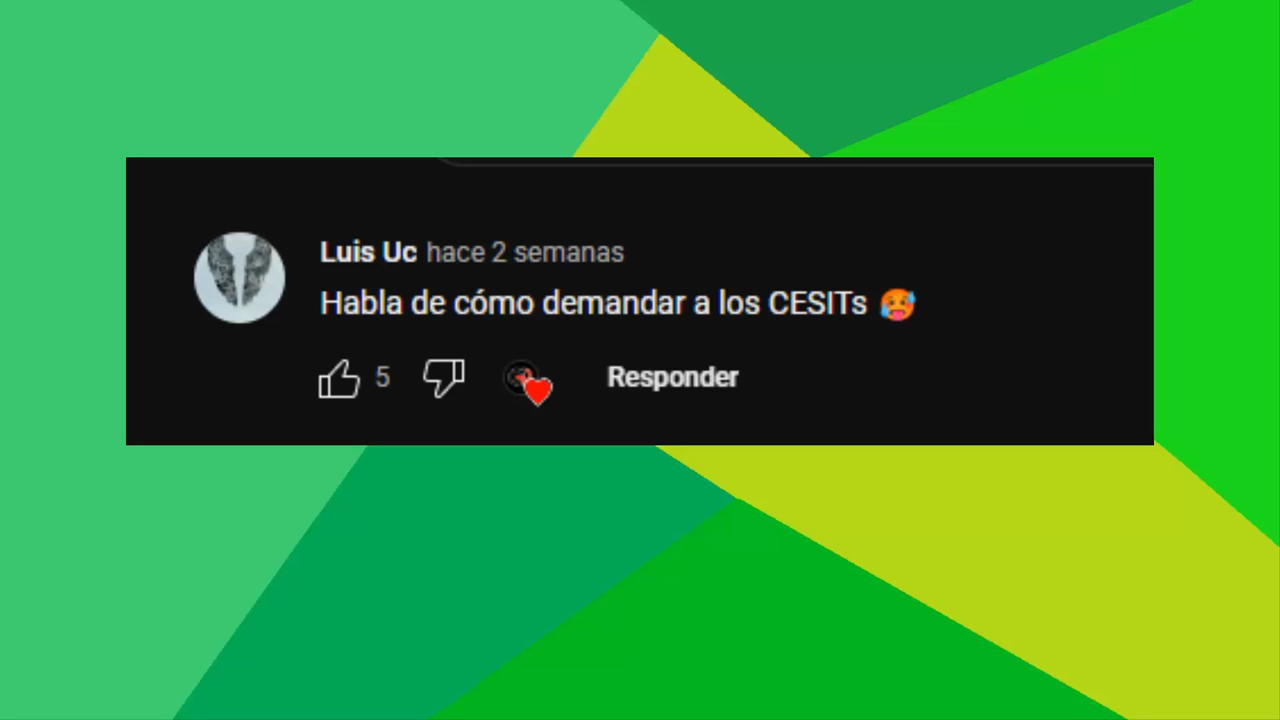 Luis Uc hace 2 semanas
Habla de cómo demandar a los CESITs 🥵
5 Responder